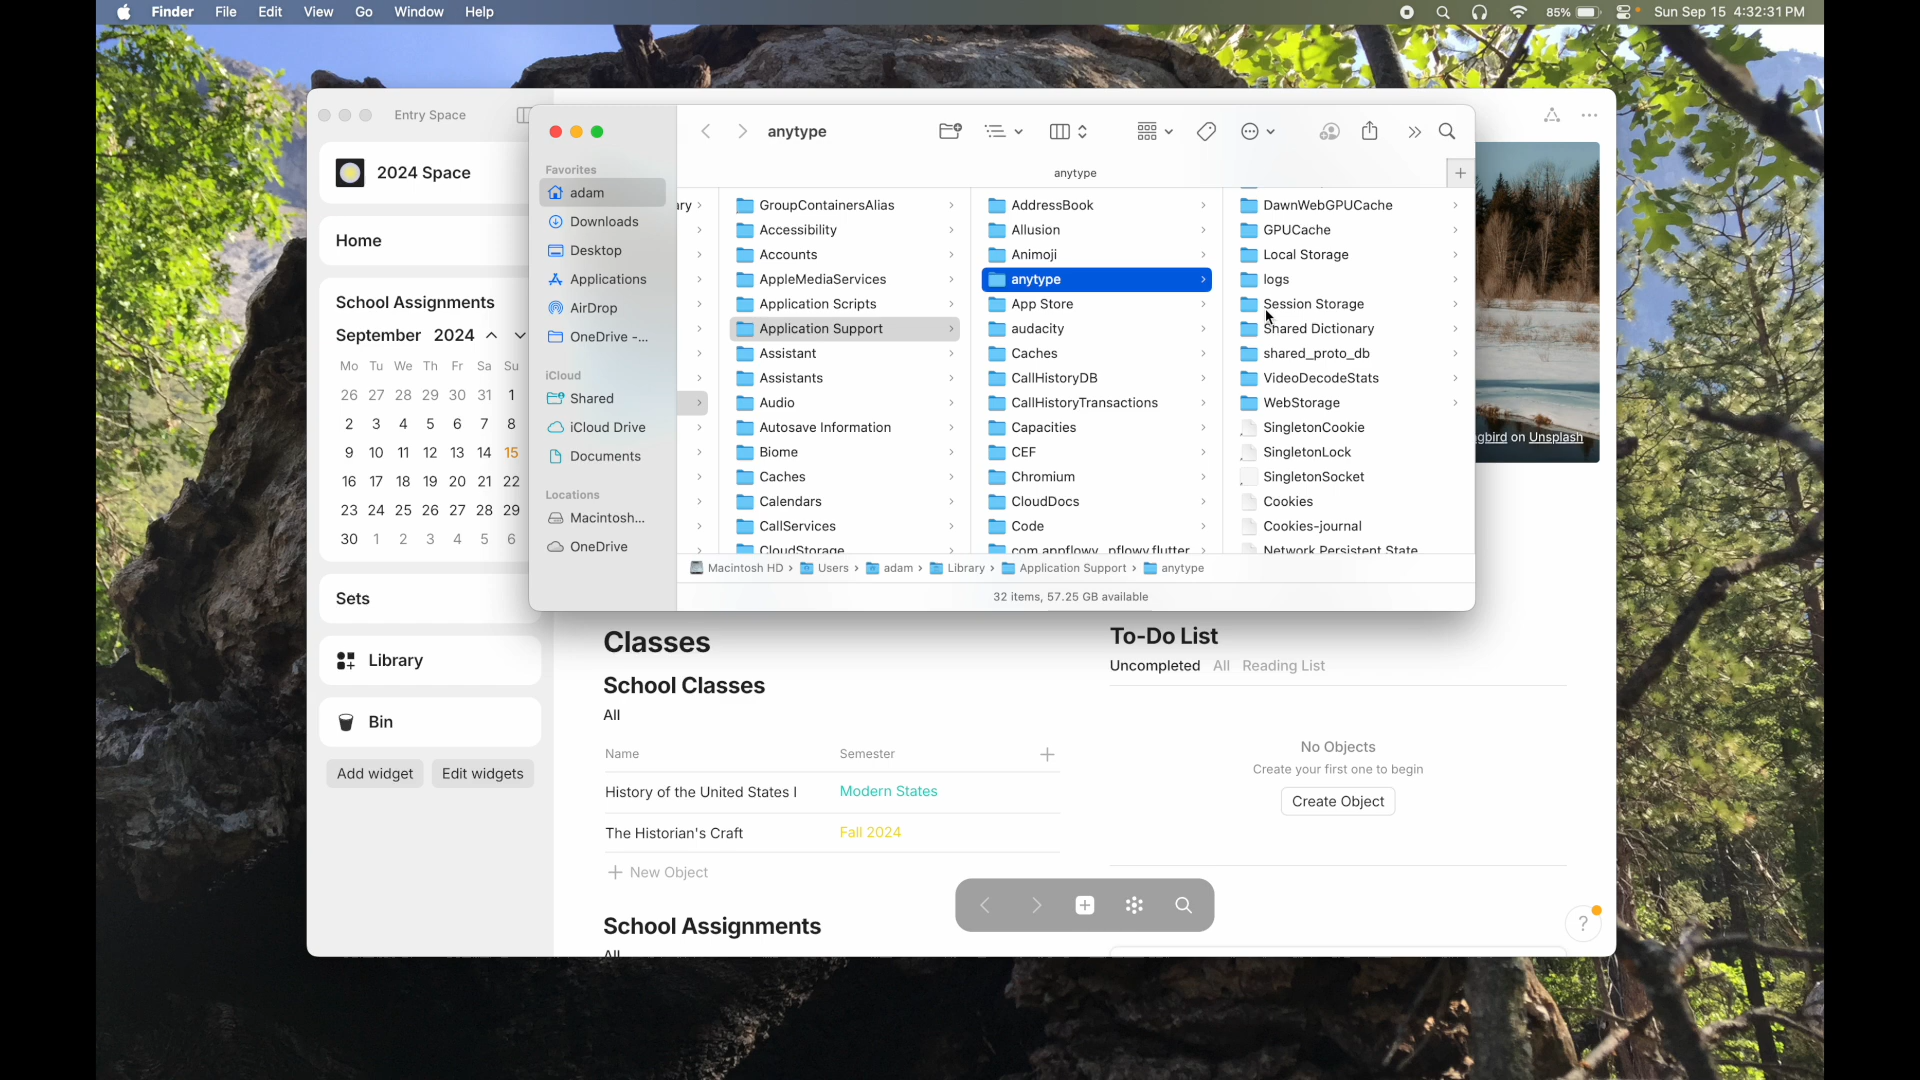 Finder File Edit View Go Window Help
85% Sun Sep 15 4:32:31 PM
Entry Space
2024 Space
Home
School Assignments
September 2024
Mo Tu We Th Fr Sa Su
26 27 28 29 30 31 1
2 3 4 5 6 7 8
9 10 11 12 13 14 15
16 17 18 19 20 21 22
23 24 25 26 27 28 29
30 1 2 3 4 5 6
Sets
Library
Bin
Add widget Edit widgets
Favorites
adam
Downloads
Desktop
Applications
AirDrop
OneDrive -...
iCloud
Shared
iCloud Drive
Documents
Locations
Macintosh...
OneDrive
anytype
anytype
GroupContainersAlias
Accessibility
Accounts
AppleMediaServices
Application Scripts
Application Support
Assistant
Assistants
Audio
Autosave Information
Biome
Caches
Calendars
CallServices
CloudStorage
AddressBook
Allusion
Animoji
anytype
App Store
audacity
Caches
CallHistoryDB
CallHistoryTransactions
Capacities
CEF
Chromium
CloudDocs
Code
DawnWebGPUCache
GPUCache
Local Storage
logs
Session Storage
Shared Dictionary
shared_proto_db
VideoDecodeStats
WebStorage
SingletonCookie
SingletonLock
SingletonSocket
Cookies
Cookies-journal
Network Persistent State
Macintosh HD › Users › adam › Library › Application Support › anytype
32 items, 57.25 GB available
gbird on Unsplash
Classes
School Classes
All
Name Semester
History of the United States I Modern States
The Historian's Craft Fall 2024
New Object
School Assignments
All
To-Do List
Uncompleted All Reading List
No Objects
Create your first one to begin
Create Object
?